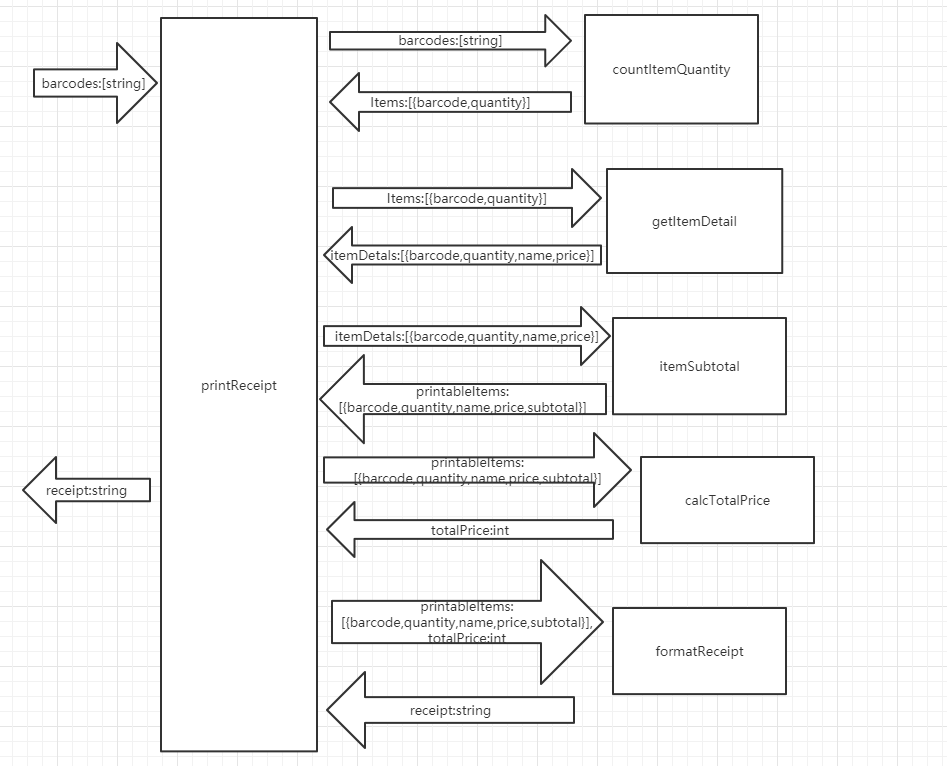 barcodes:[string]
countItemQuantity
barcodes:[string]
Items:[{barcode,quantity}]
Items:[{barcode,quantity}]
getItemDetail
itemDetals:[{barcode,quantity,name,price}]
itemDetals:[{barcode,quantity,name,price}]
itemSubtotal
printReceipt
printableItems:
[{barcode,quantity,name,price,subtotal}]
printableItems:
[{barcode,quantity,name,price,subtotal}]
receipt:string
calcTotalPrice
totalPrice:int
printableItems:
[{barcode,quantity,name,price,subtotal}],
totalPrice:int
formatReceipt
receipt:string